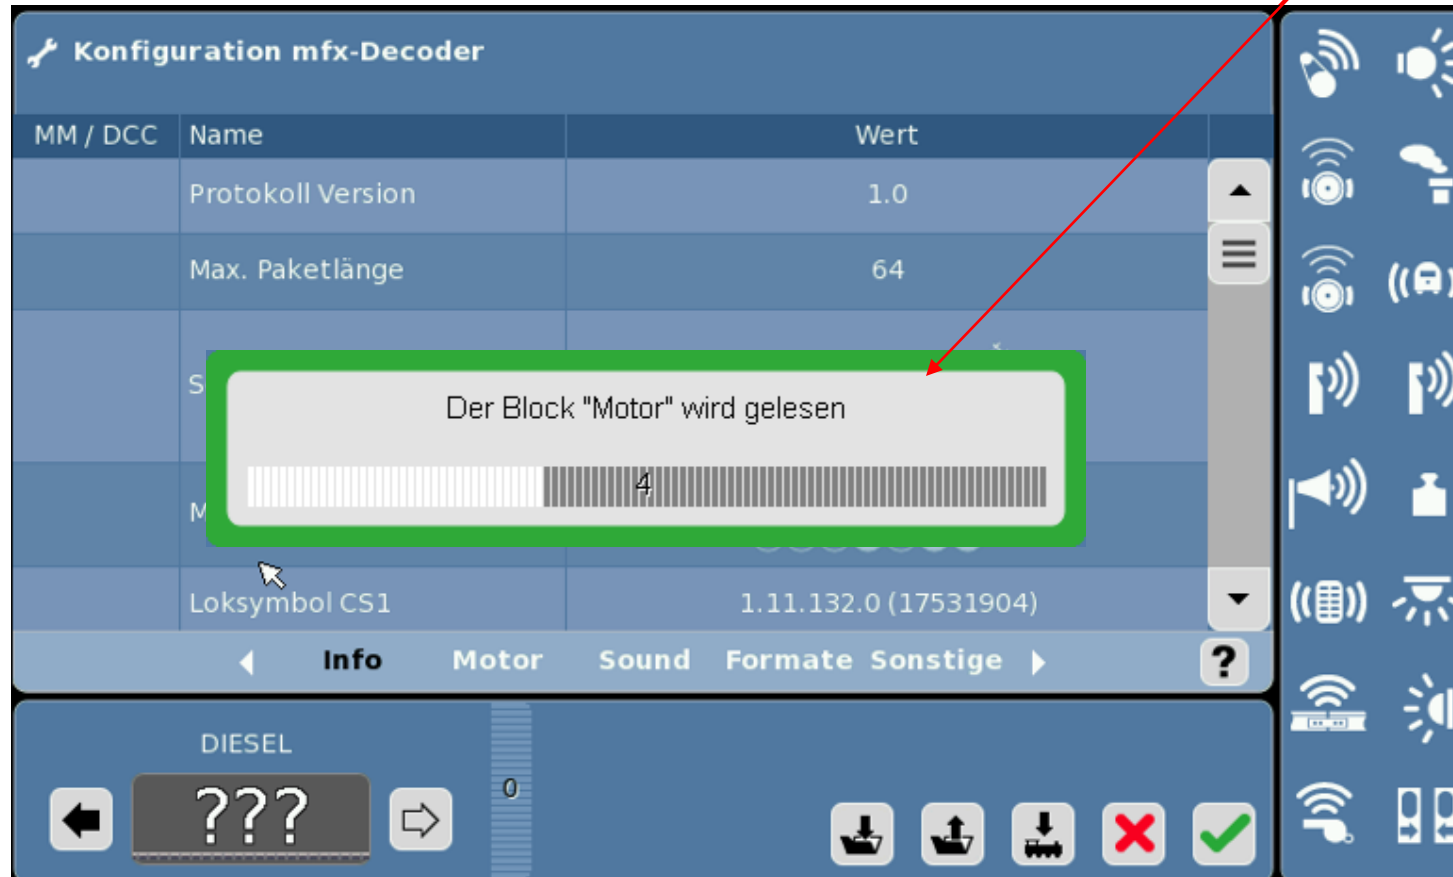 Konfiguration mfx-Decoder
MM / DCC Name Wert
Protokoll Version 1.0
Max. Paketlänge 64
S
Der Block "Motor" wird gelesen
4
M
Loksymbol CS1 1.11.132.0 (17531904)
Info Motor Sound Formate Sonstige ?
DIESEL
???
0